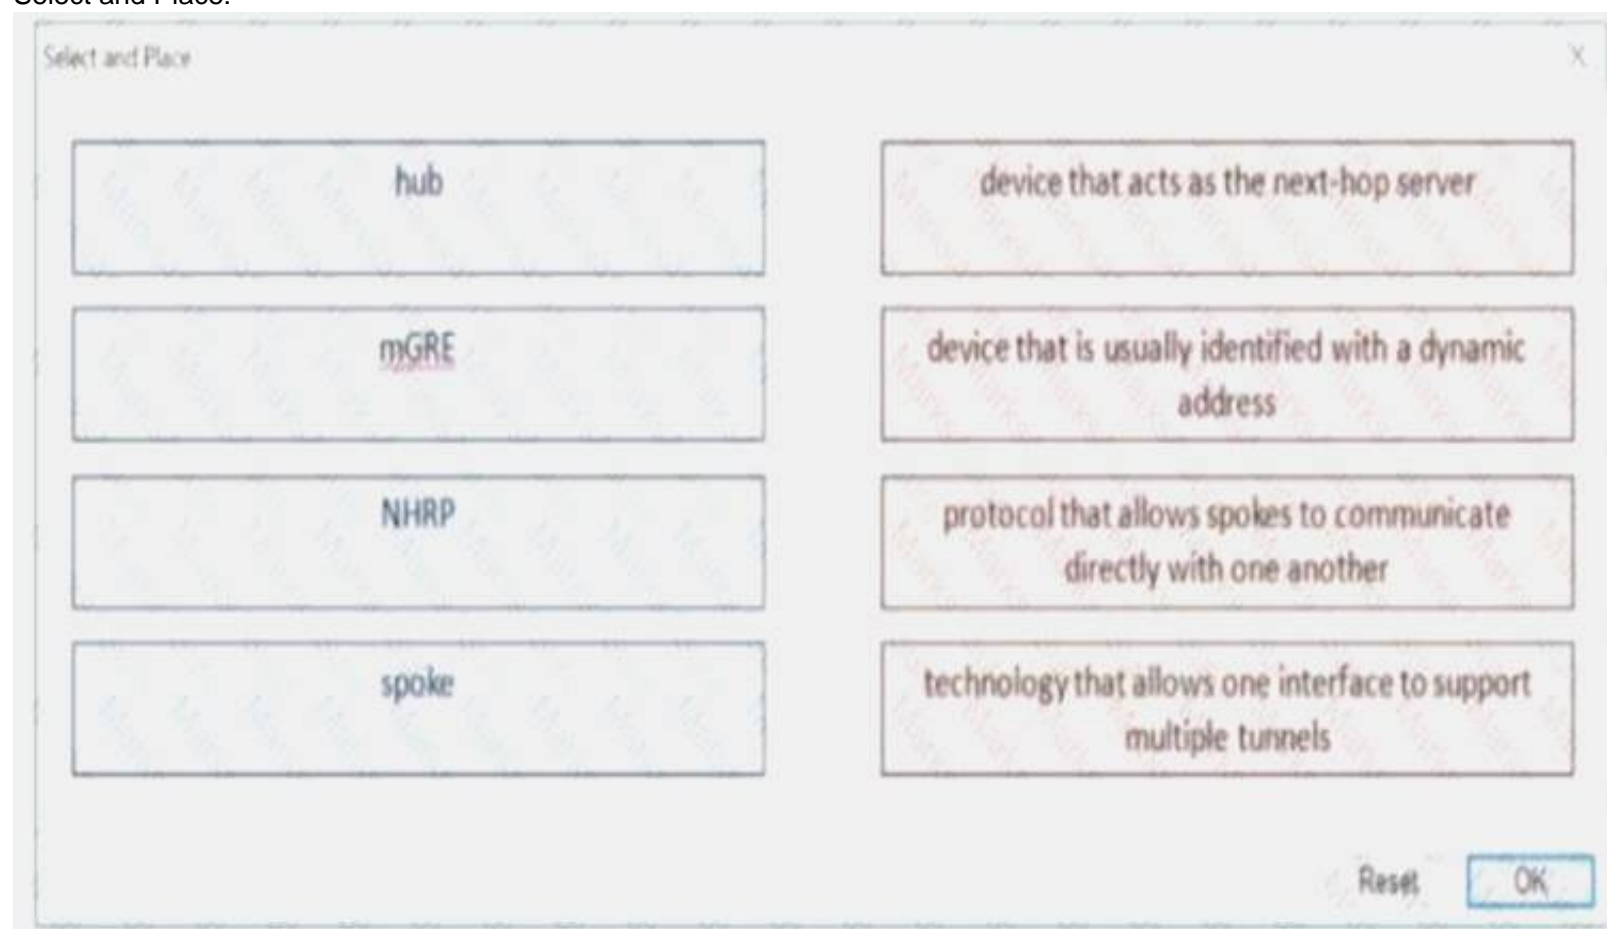 Select and Place:
Select and Place
X
hub
device that acts as the next-hop server
mGRE
device that is usually identified with a dynamic
address
NHRP
protocol that allows spokes to communicate
directly with one another
spoke
technology that allows one interface to support
multiple tunnels
Reset
OK